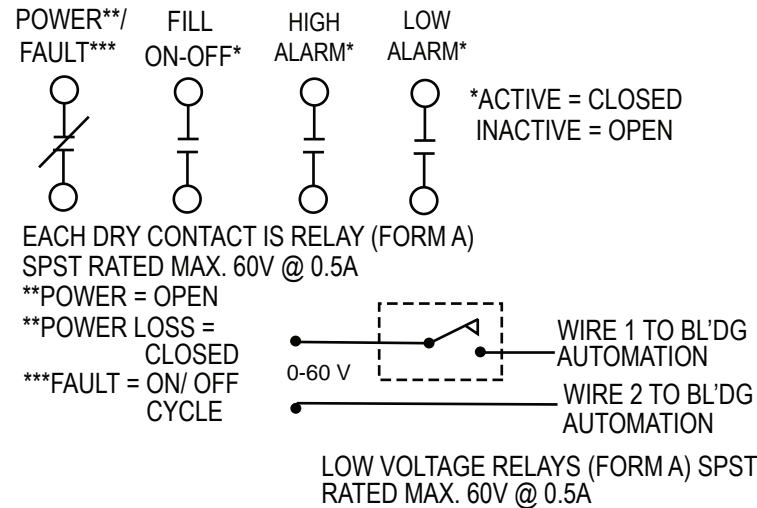 POWER**/
FAULT***
FILL
ON-OFF*
HIGH
ALARM*
LOW
ALARM*
*ACTIVE = CLOSED
INACTIVE = OPEN
EACH DRY CONTACT IS RELAY (FORM A)
SPST RATED MAX. 60V @ 0.5A
**POWER = OPEN
**POWER LOSS =
CLOSED
***FAULT = ON/ OFF
CYCLE
0-60 V
WIRE 1 TO BL'DG
AUTOMATION
WIRE 2 TO BL'DG
AUTOMATION
LOW VOLTAGE RELAYS (FORM A) SPST
RATED MAX. 60V @ 0.5A